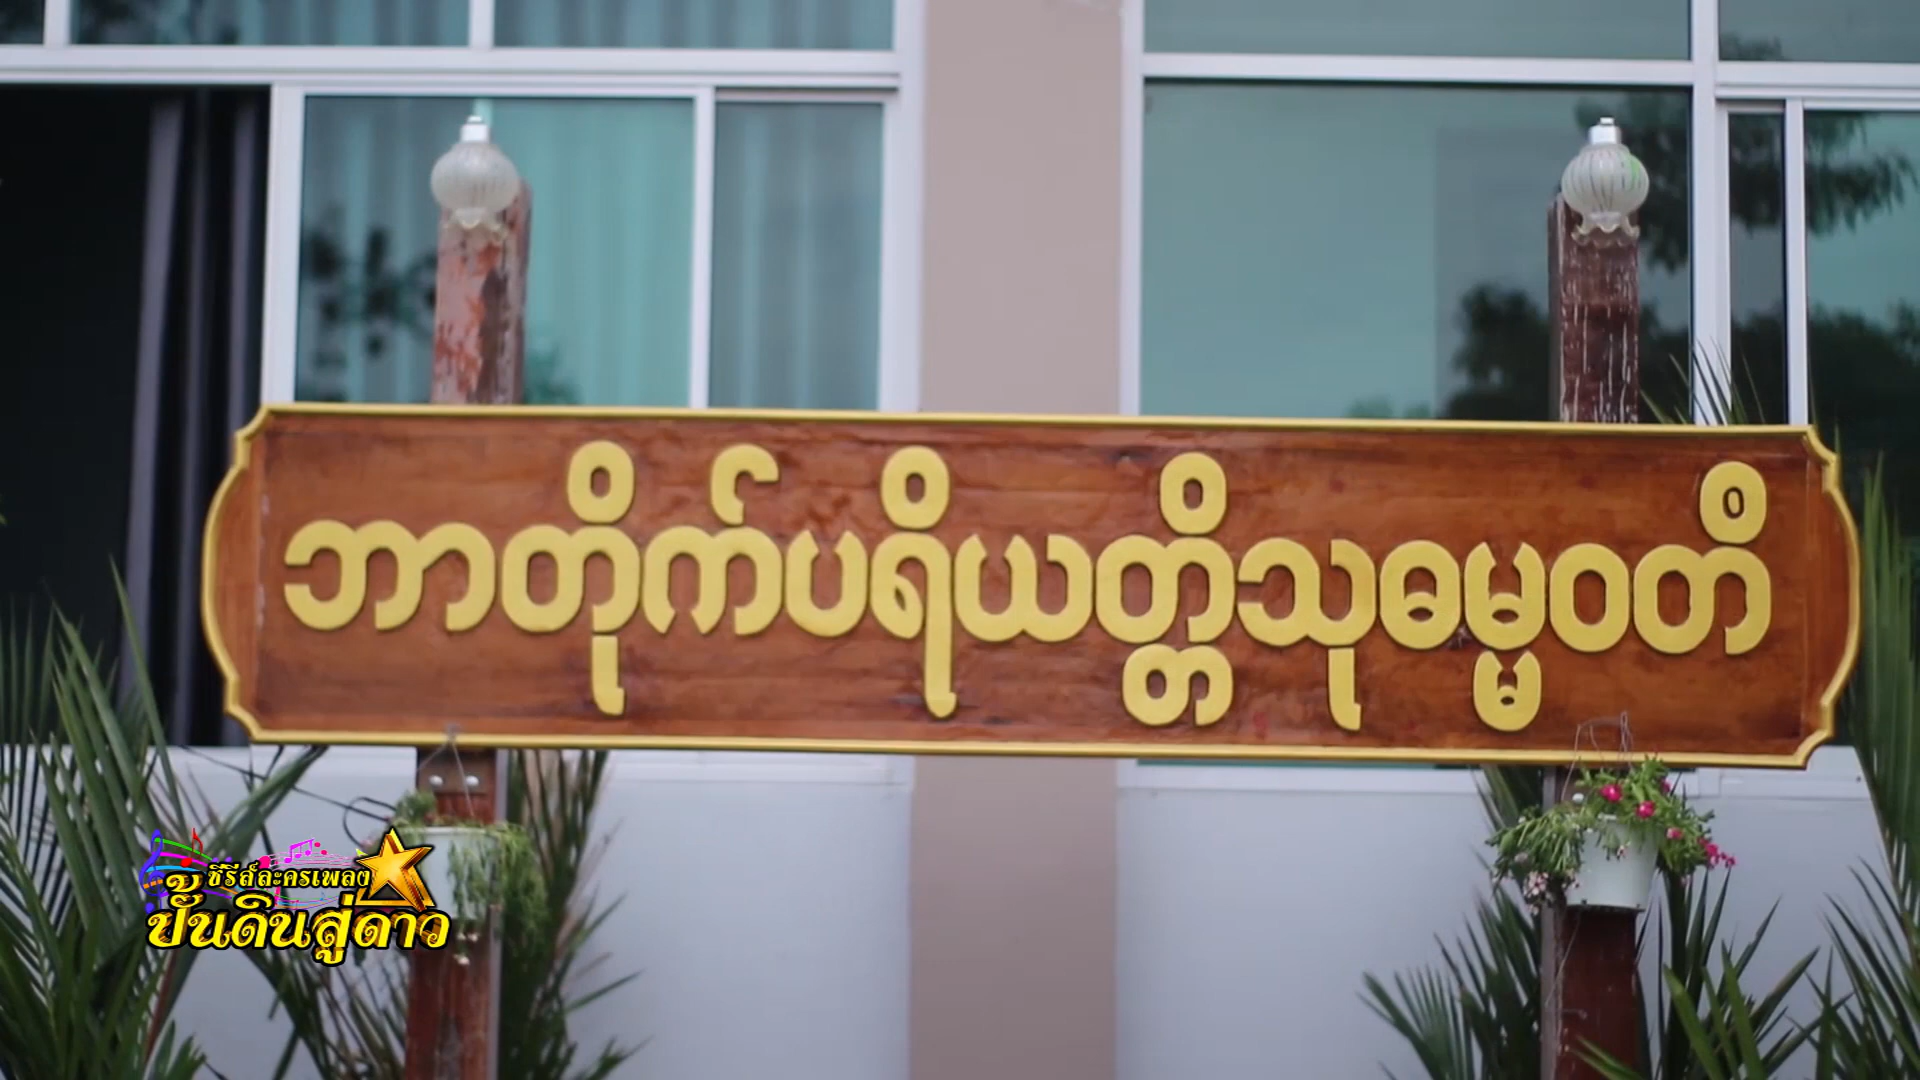 ဘာတိုက်ပရိယတ္တိသုဓမ္မဝတိ
ซีรีส์ละครเพลง
ปั้นดินสู่ดาว